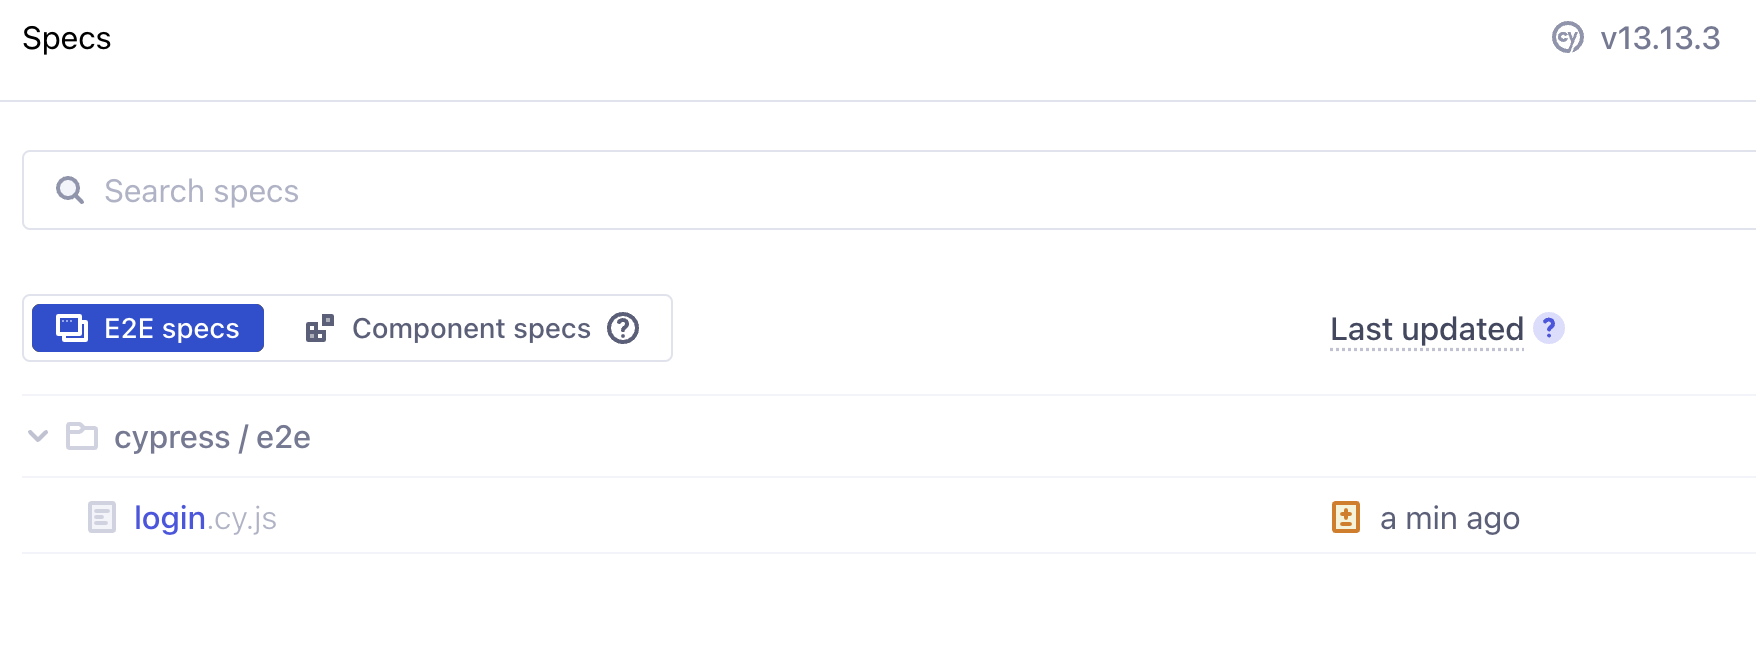 Specs
cy v13.13.3
Search specs
E2E specs
Component specs ?
Last updated ?
cypress / e2e
login.cy.js
a min ago